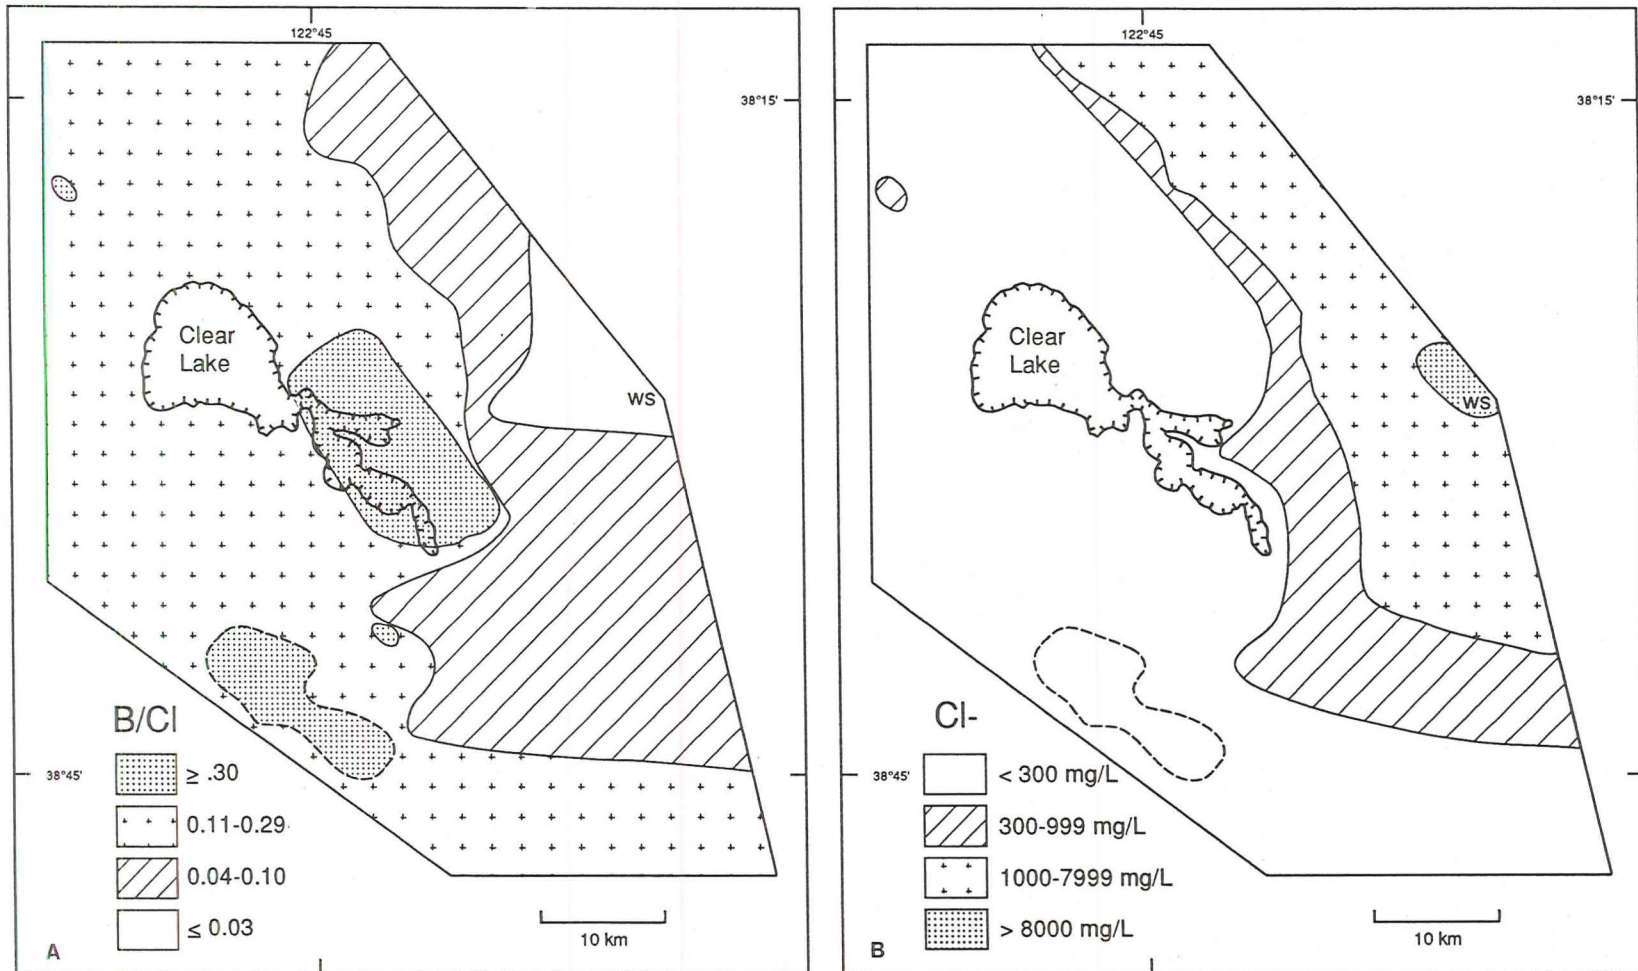 122°45
38°15'
Clear
Lake
ws
B/Cl
≥ .30
38°45'
0.11-0.29
0.04-0.10
≤ 0.03
10 km
A
122°45
38°15'
Clear
Lake
ws
Cl-
< 300 mg/L
38°45'
300-999 mg/L
1000-7999 mg/L
> 8000 mg/L
10 km
B